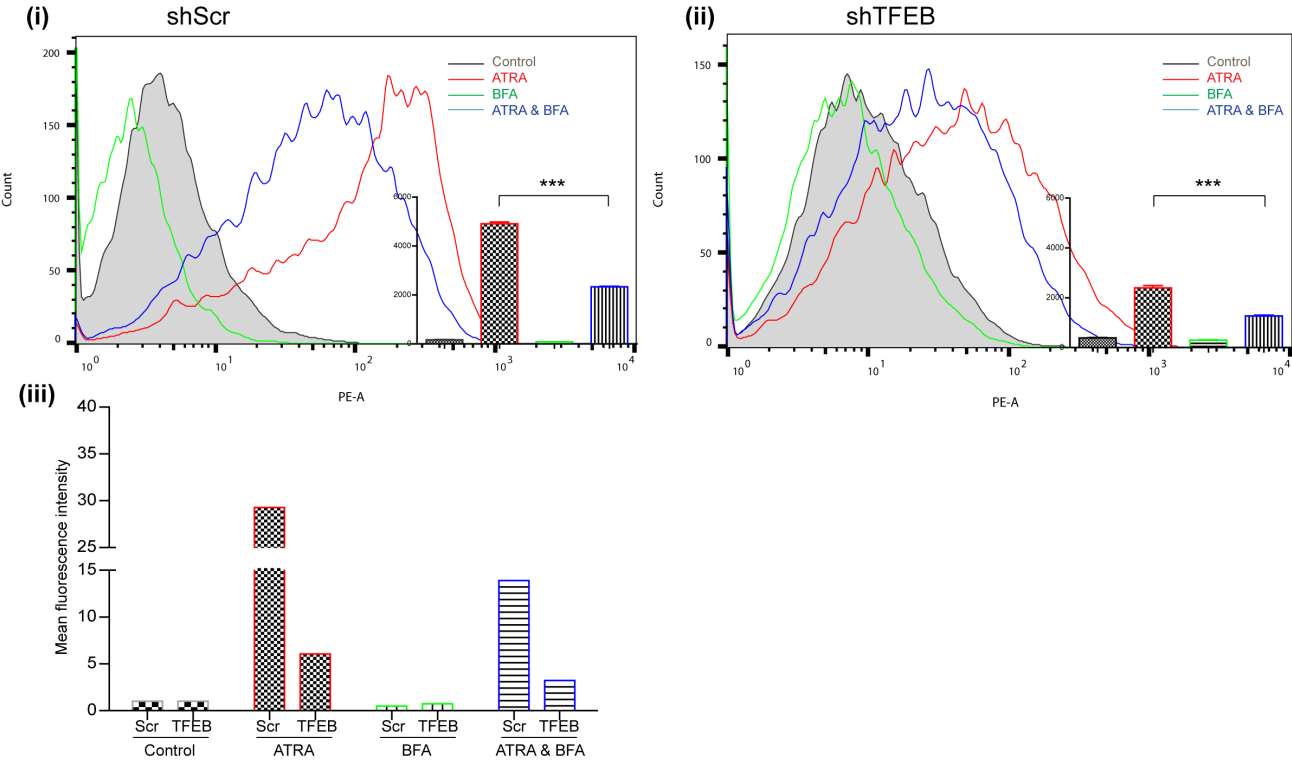 (i) shScr
200
150
100
50
0
Count
10^0 10^1 10^2 10^3 10^4
PE-A
Control
ATRA
BFA
ATRA & BFA
***
6000
4000
2000
0
(ii) shTFEB
150
100
50
0
Count
10^0 10^1 10^2 10^3 10^4
PE-A
Control
ATRA
BFA
ATRA & BFA
***
6000
4000
2000
0
(iii)
Mean fluorescence intensity
40
35
30
25
15
10
5
0
Scr TFEB Scr TFEB Scr TFEB Scr TFEB
Control ATRA BFA ATRA & BFA